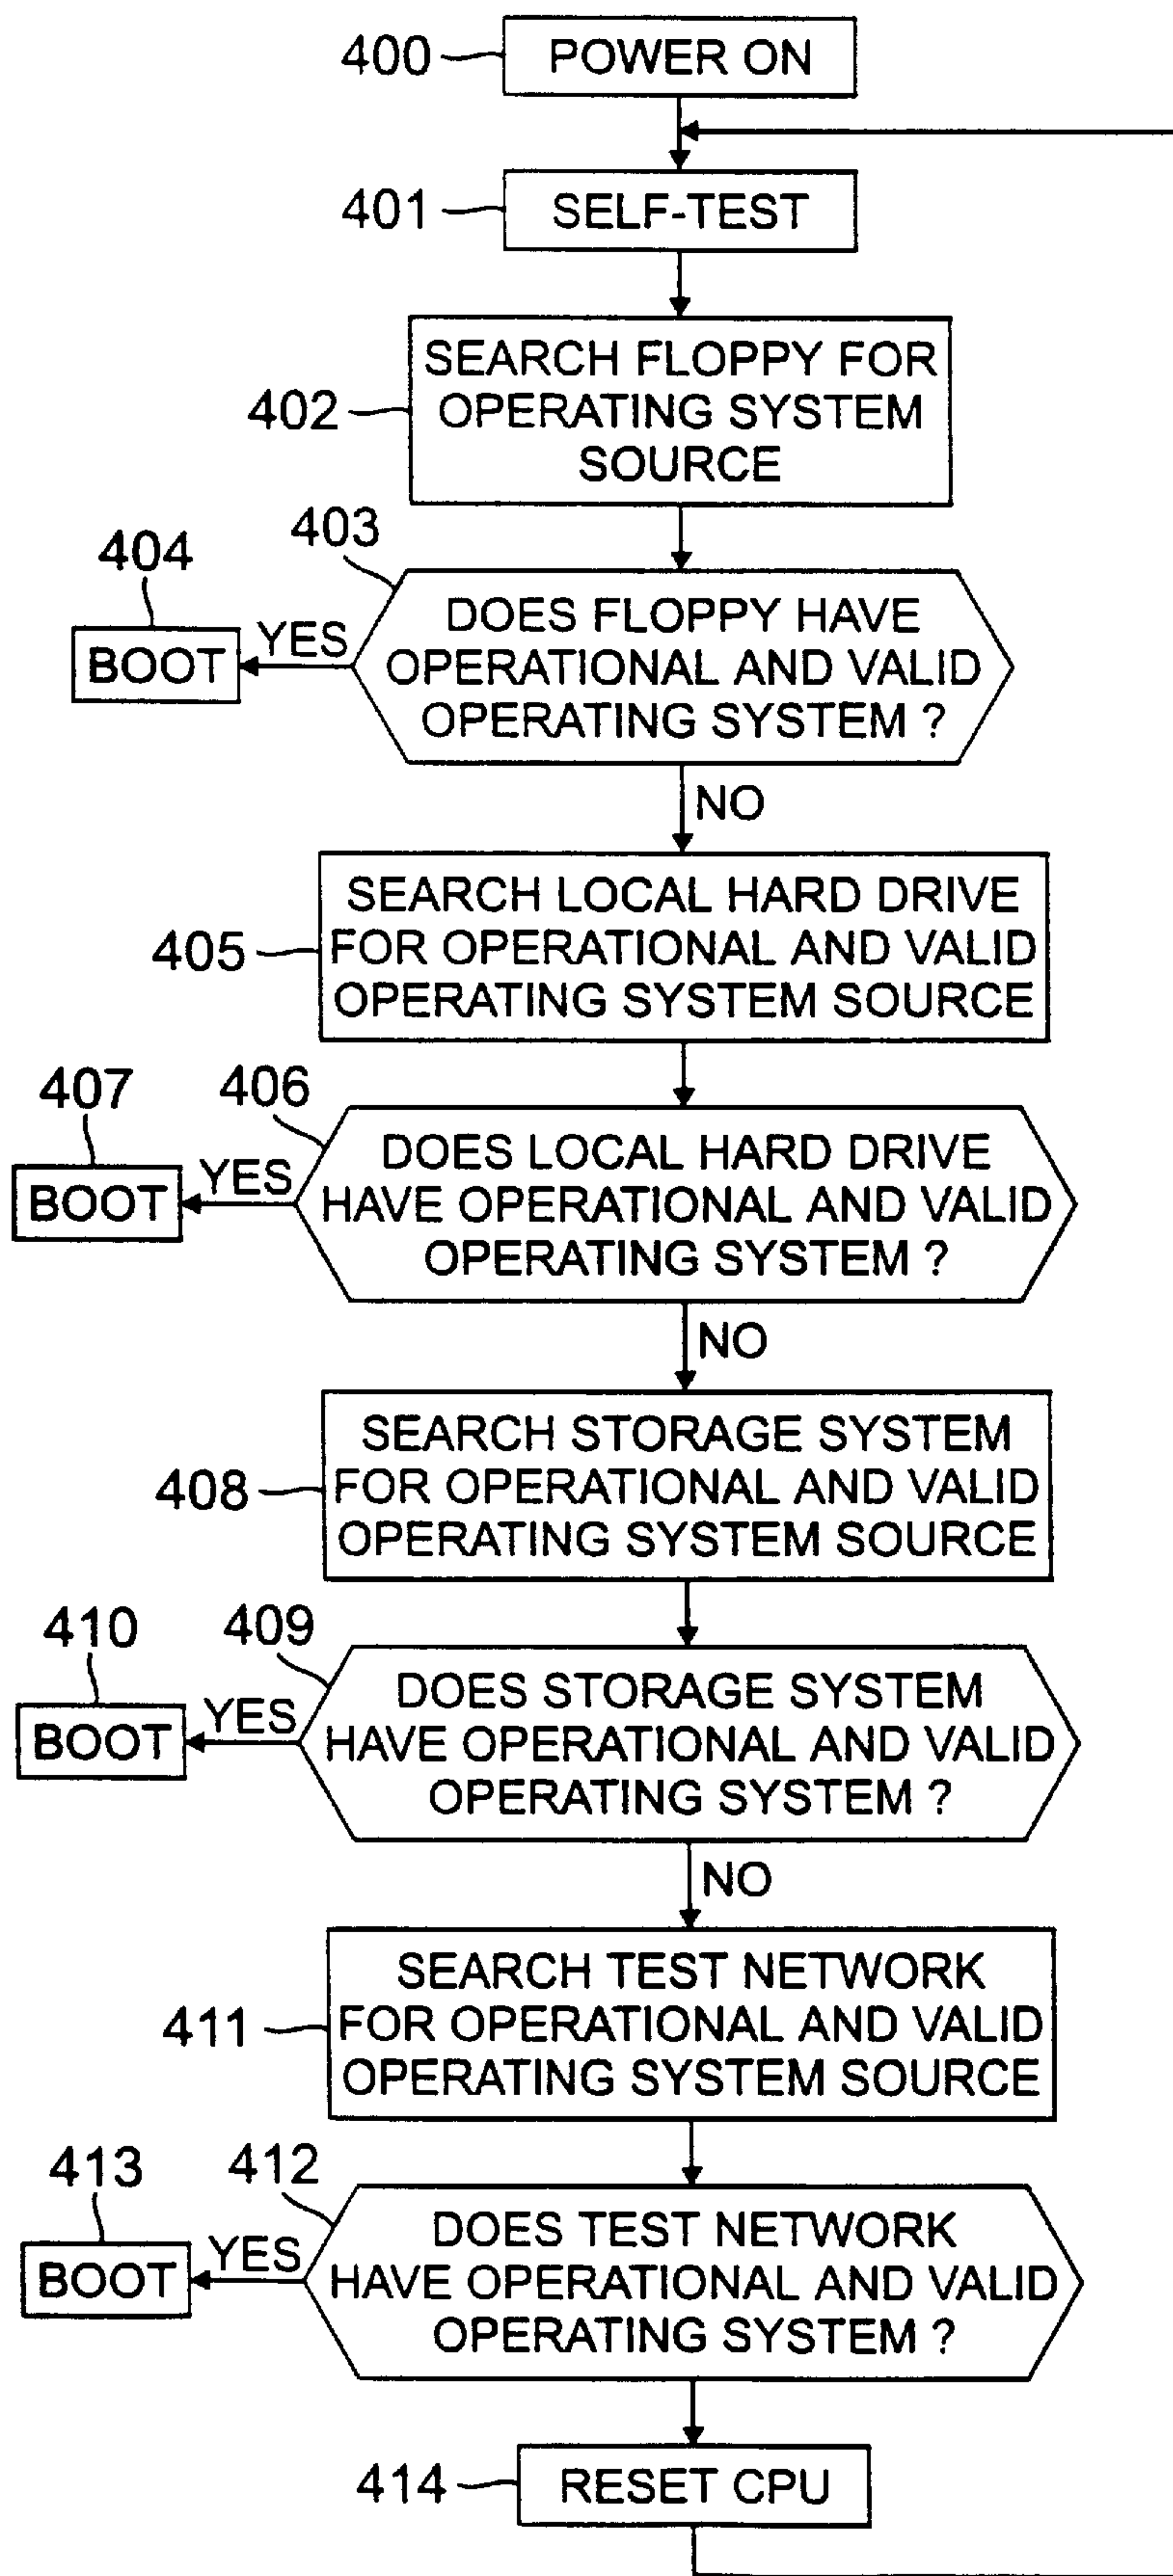 400
POWER ON
401
SELF-TEST
402
SEARCH FLOPPY FOR
OPERATING SYSTEM
SOURCE
403
404
BOOT
YES
DOES FLOPPY HAVE
OPERATIONAL AND VALID
OPERATING SYSTEM ?
NO
405
SEARCH LOCAL HARD DRIVE
FOR OPERATIONAL AND VALID
OPERATING SYSTEM SOURCE
406
407
BOOT
YES
DOES LOCAL HARD DRIVE
HAVE OPERATIONAL AND VALID
OPERATING SYSTEM ?
NO
408
SEARCH STORAGE SYSTEM
FOR OPERATIONAL AND VALID
OPERATING SYSTEM SOURCE
409
410
BOOT
YES
DOES STORAGE SYSTEM
HAVE OPERATIONAL AND VALID
OPERATING SYSTEM ?
NO
411
SEARCH TEST NETWORK
FOR OPERATIONAL AND VALID
OPERATING SYSTEM SOURCE
412
413
BOOT
YES
DOES TEST NETWORK
HAVE OPERATIONAL AND VALID
OPERATING SYSTEM ?
414
RESET CPU